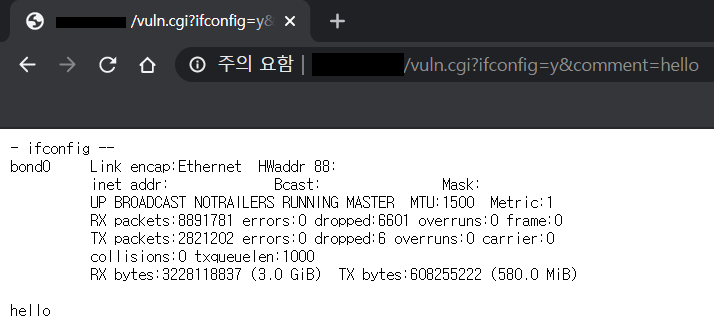 /vuln.cgi?ifconfig=y&
주의 요함 | /vuln.cgi?ifconfig=y&comment=hello
- ifconfig --
bond0 Link encap:Ethernet HWaddr 88:
inet addr: Bcast: Mask:
UP BROADCAST NOTRAILERS RUNNING MASTER MTU:1500 Metric:1
RX packets:8891781 errors:0 dropped:6601 overruns:0 frame:0
TX packets:2821202 errors:0 dropped:6 overruns:0 carrier:0
collisions:0 txqueuelen:1000
RX bytes:3228118837 (3.0 GiB) TX bytes:608255222 (580.0 MiB)
hello